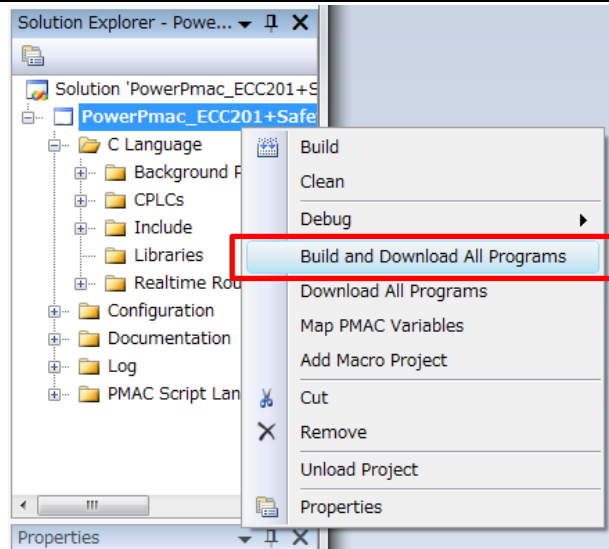 Solution Explorer - Powe...
Solution 'PowerPmac_ECC201+S
PowerPmac_ECC201+Safe
C Language
Background P
CPLCs
Include
Libraries
Realtime Rou
Configuration
Documentation
Log
PMAC Script Lan
Build
Clean
Debug
Build and Download All Programs
Download All Programs
Map PMAC Variables
Add Macro Project
Cut
Remove
Unload Project
Properties
Properties